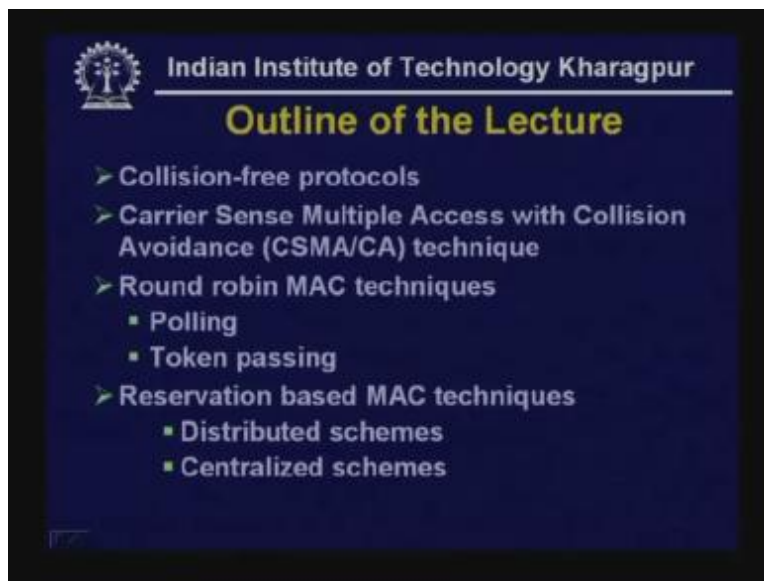 Indian Institute of Technology Kharagpur
Outline of the Lecture
➢ Collision-free protocols
➢ Carrier Sense Multiple Access with Collision
Avoidance (CSMA/CA) technique
➢ Round robin MAC techniques
▪ Polling
▪ Token passing
➢ Reservation based MAC techniques
▪ Distributed schemes
▪ Centralized schemes